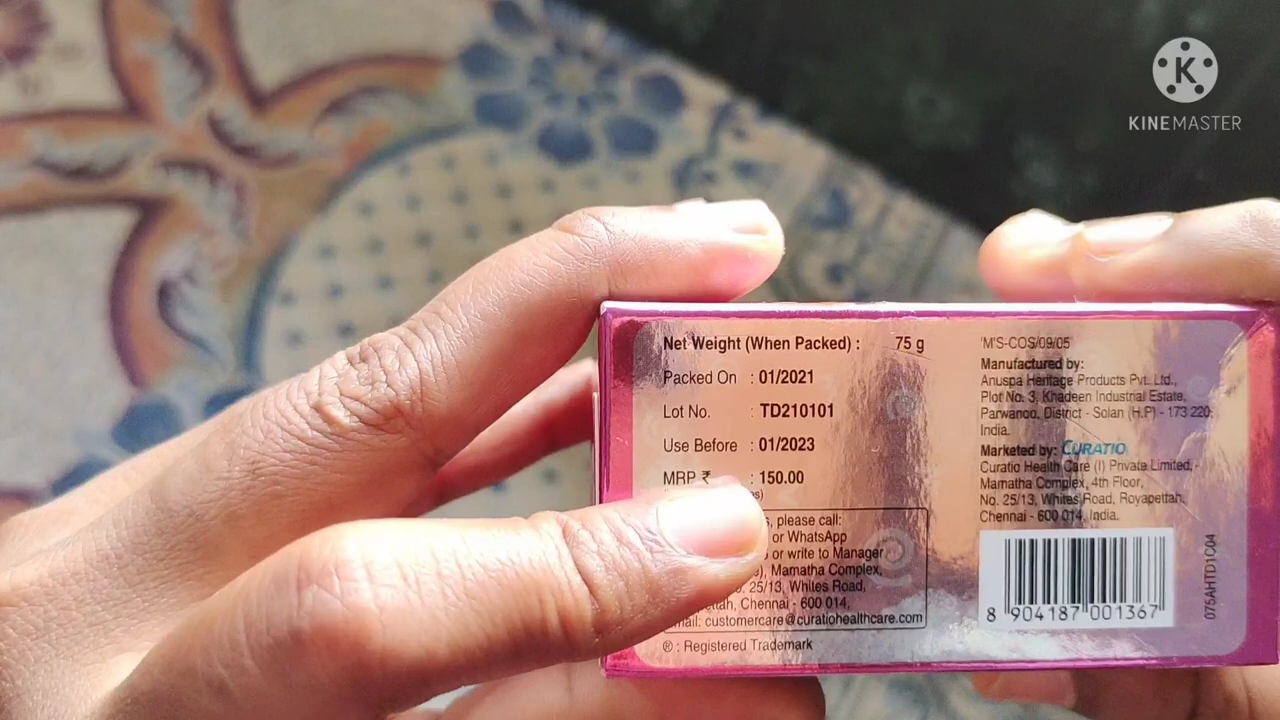 K
KINEMASTER
Net Weight (When Packed) : 75 g
Packed On : 01/2021
Lot No. : TD210101
Use Before : 01/2023
MRP ₹ : 150.00
s, please call:
or WhatsApp
or write to Manager
), Mamatha Complex,
25/13, Whites Road,
pettah, Chennai - 600 014,
mail: customercare@curatiohealthcare.com
® : Registered Trademark
'M'S-COS/09/05
Manufactured by:
Anuspa Heritage Products Pvt. Ltd.,
Plot No. 3, Khadeen Industrial Estate,
Parwanoo, District - Solan (H.P) - 173 220,
India.
Marketed by: CURATIO
Curatio Health Care (I) Private Limited,
Mamatha Complex, 4th Floor,
No. 25/13, Whites Road, Royapettah,
Chennai - 600 014, India.
8 904187 001367
075AHTD1C04